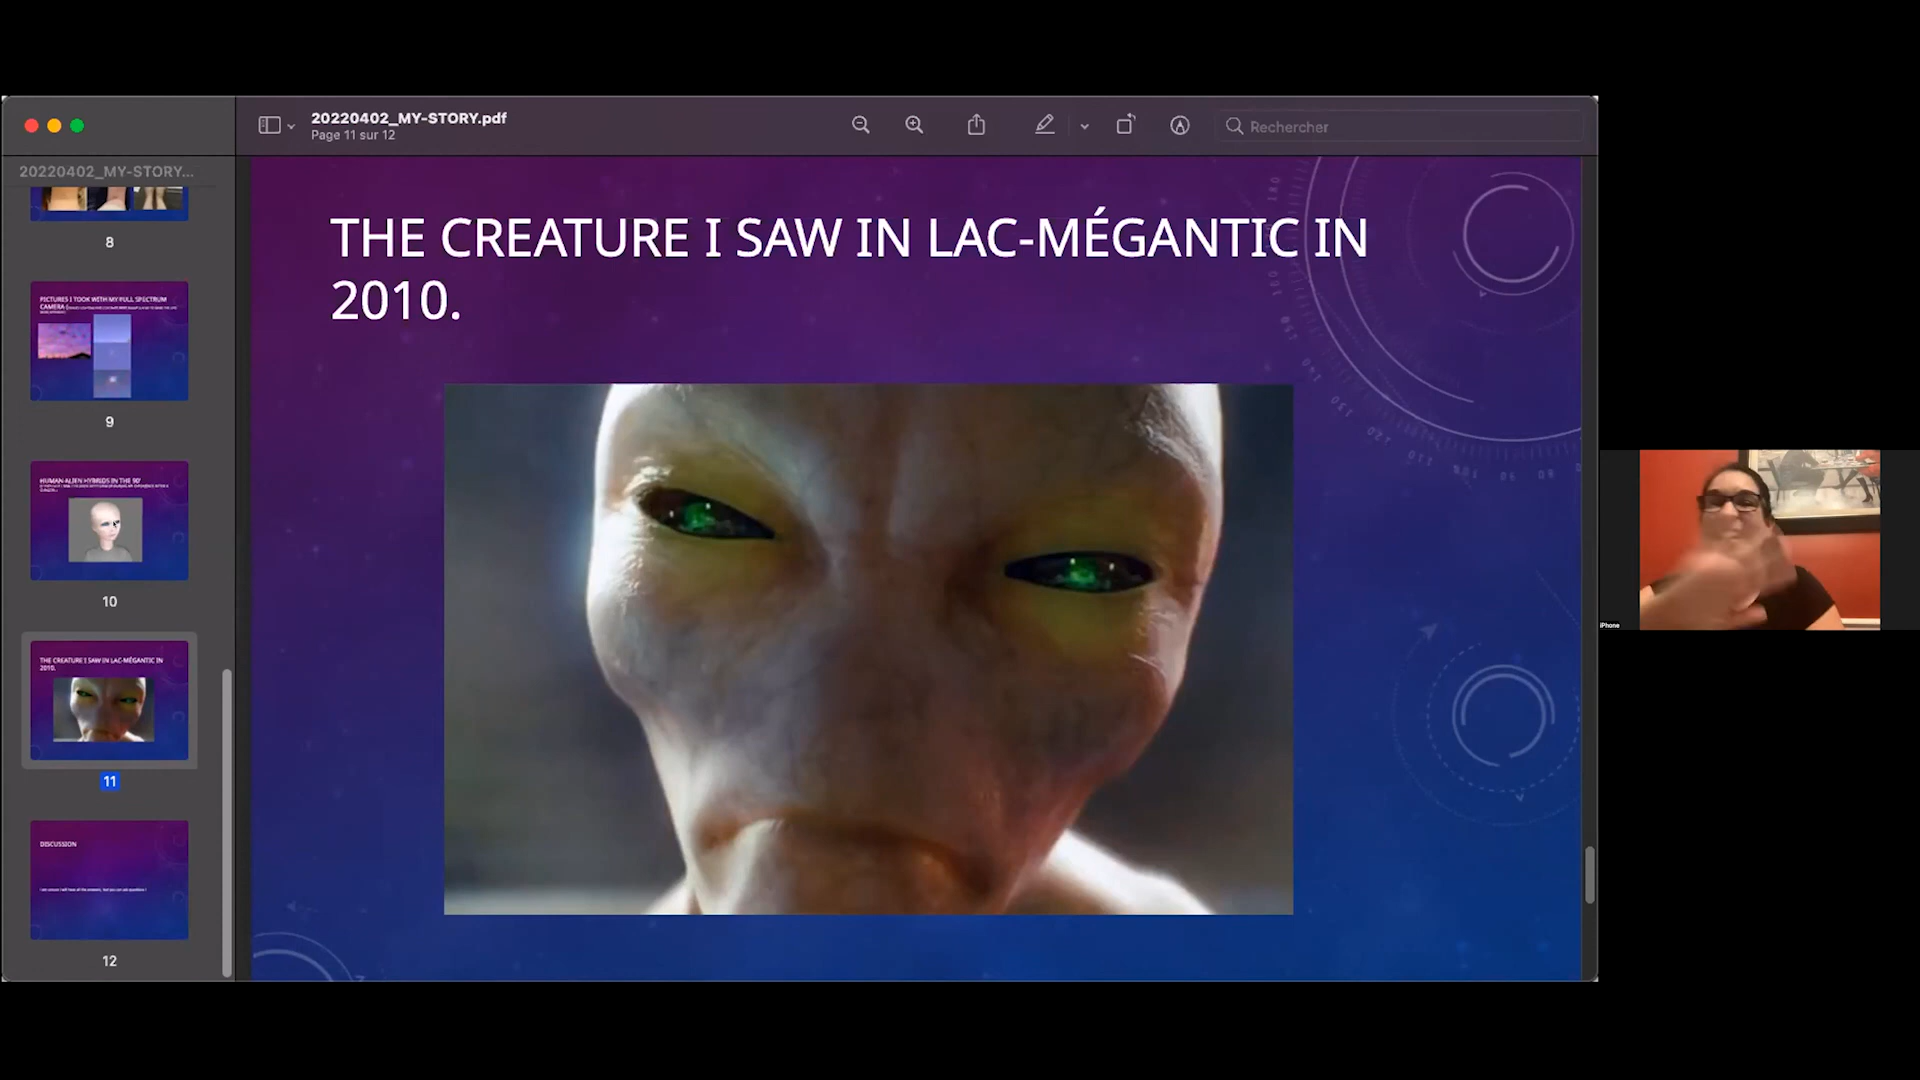 20220402_MY-STORY.pdf
Page 11 sur 12
Rechercher
20220402_MY-STORY...
8
PICTURES I TOOK WITH MY FULL SPECTRUM
CAMERA
9
HUMAN-ALIEN HYBRIDS IN THE 90'
10
THE CREATURE I SAW IN LAC-MÉGANTIC IN
2010.
11
DISCUSSION
12
THE CREATURE I SAW IN LAC-MÉGANTIC IN
2010.
iPhone